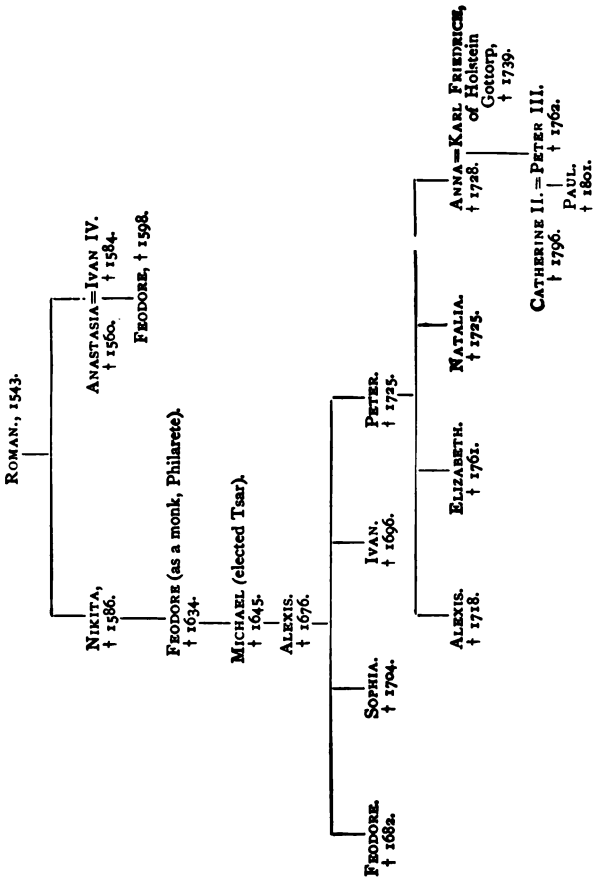 ROMAN., 1543.
NIKITA,
† 1586.
ANASTASIA=IVAN IV.
† 1560. † 1584.
FEODORE (as a monk, Philarete).
† 1634.
FEODORE, † 1598.
MICHAEL (elected Tsar).
† 1645.
ALEXIS.
† 1676.
FEODORE.
† 1682.
SOPHIA.
† 1704.
IVAN.
† 1696.
PETER.
† 1725.
ALEXIS.
† 1718.
ELIZABETH.
† 1761.
NATALIA.
† 1725.
ANNA=KARL FRIEDRICH,
† 1728. of Holstein
Gottorp,
† 1739.
CATHERINE II.=PETER III.
† 1796. † 1762.
PAUL.
† 1801.